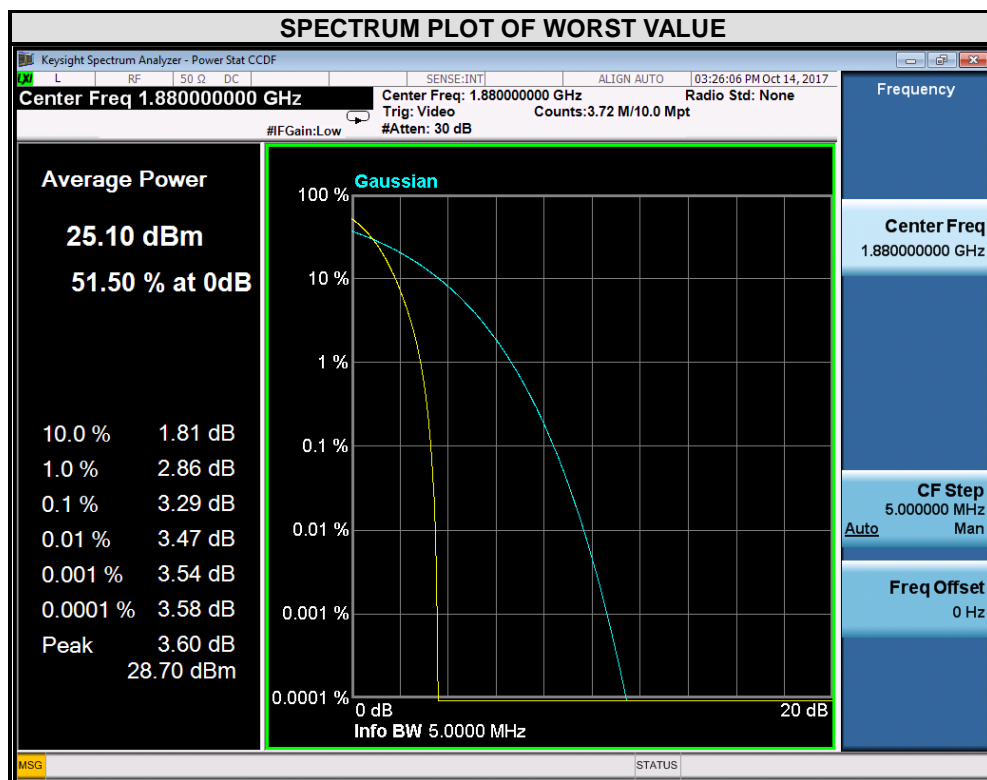 SPECTRUM PLOT OF WORST VALUE
Keysight Spectrum Analyzer - Power Stat CCDF
LXI L RF 50 Ω DC SENSE:INT ALIGN AUTO 03:26:06 PM Oct 14, 2017
Center Freq 1.880000000 GHz
Center Freq: 1.880000000 GHz Radio Std: None
Trig: Video Counts:3.72 M/10.0 Mpt
#IFGain:Low #Atten: 30 dB
Average Power
25.10 dBm
51.50 % at 0dB
10.0 % 1.81 dB
1.0 % 2.86 dB
0.1 % 3.29 dB
0.01 % 3.47 dB
0.001 % 3.54 dB
0.0001 % 3.58 dB
Peak 3.60 dB
28.70 dBm
Gaussian
100 %
10 %
1 %
0.1 %
0.01 %
0.001 %
0.0001 %
0 dB 20 dB
Info BW 5.0000 MHz
Frequency
Center Freq
1.880000000 GHz
CF Step
5.000000 MHz
Auto Man
Freq Offset
0 Hz
MSG STATUS